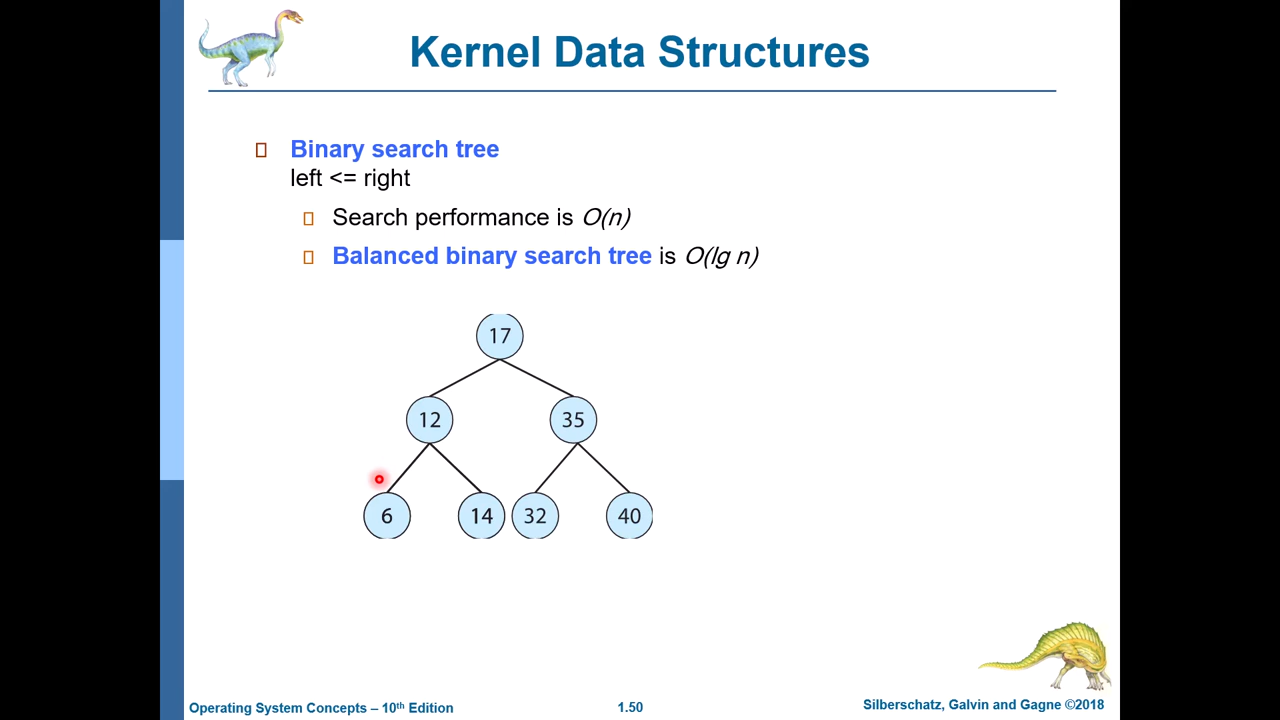 Kernel Data Structures
Binary search tree
left <= right
Search performance is O(n)
Balanced binary search tree is O(lg n)
17
12
35
6
14
32
40
Operating System Concepts – 10th Edition
1.50
Silberschatz, Galvin and Gagne ©2018